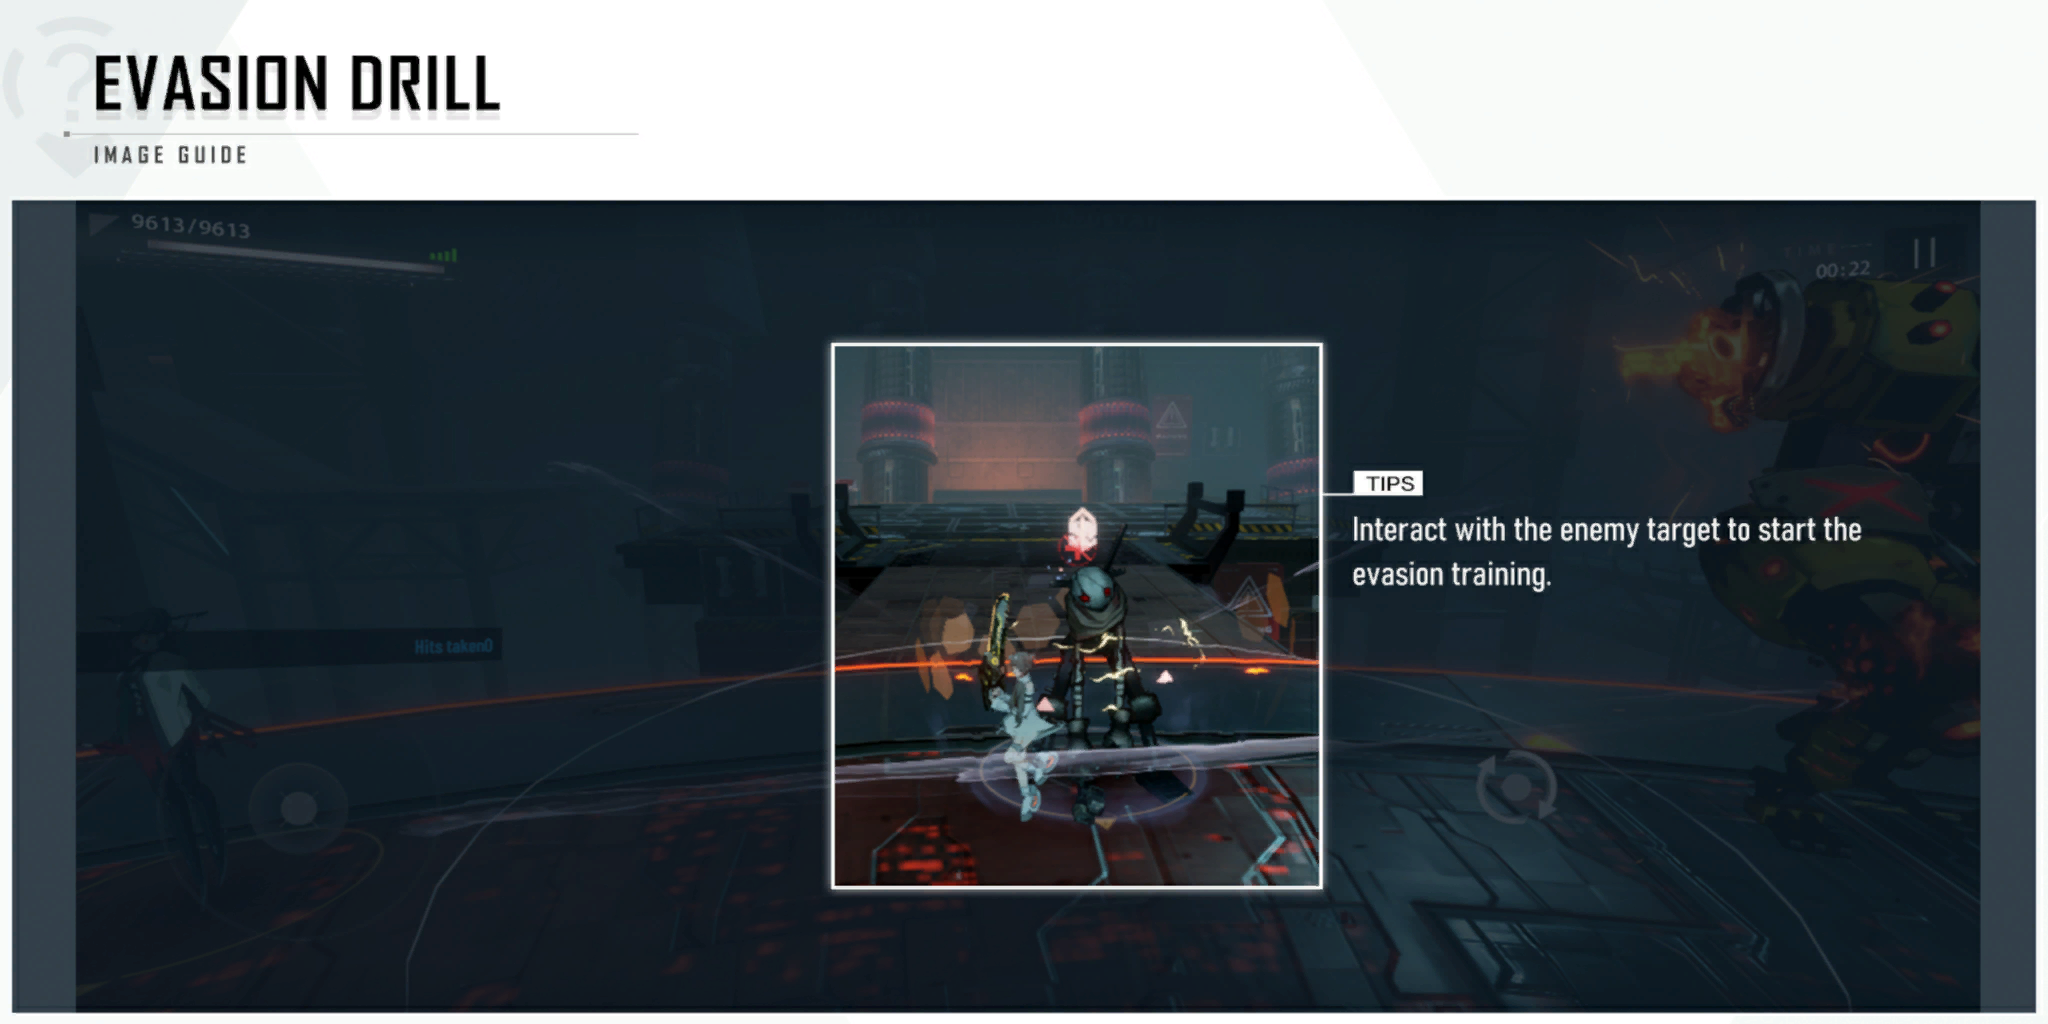 EVASION DRILL
IMAGE GUIDE
9613/9613
TIME
00:22
TIPS
Interact with the enemy target to start the
evasion training.
Hits taken0